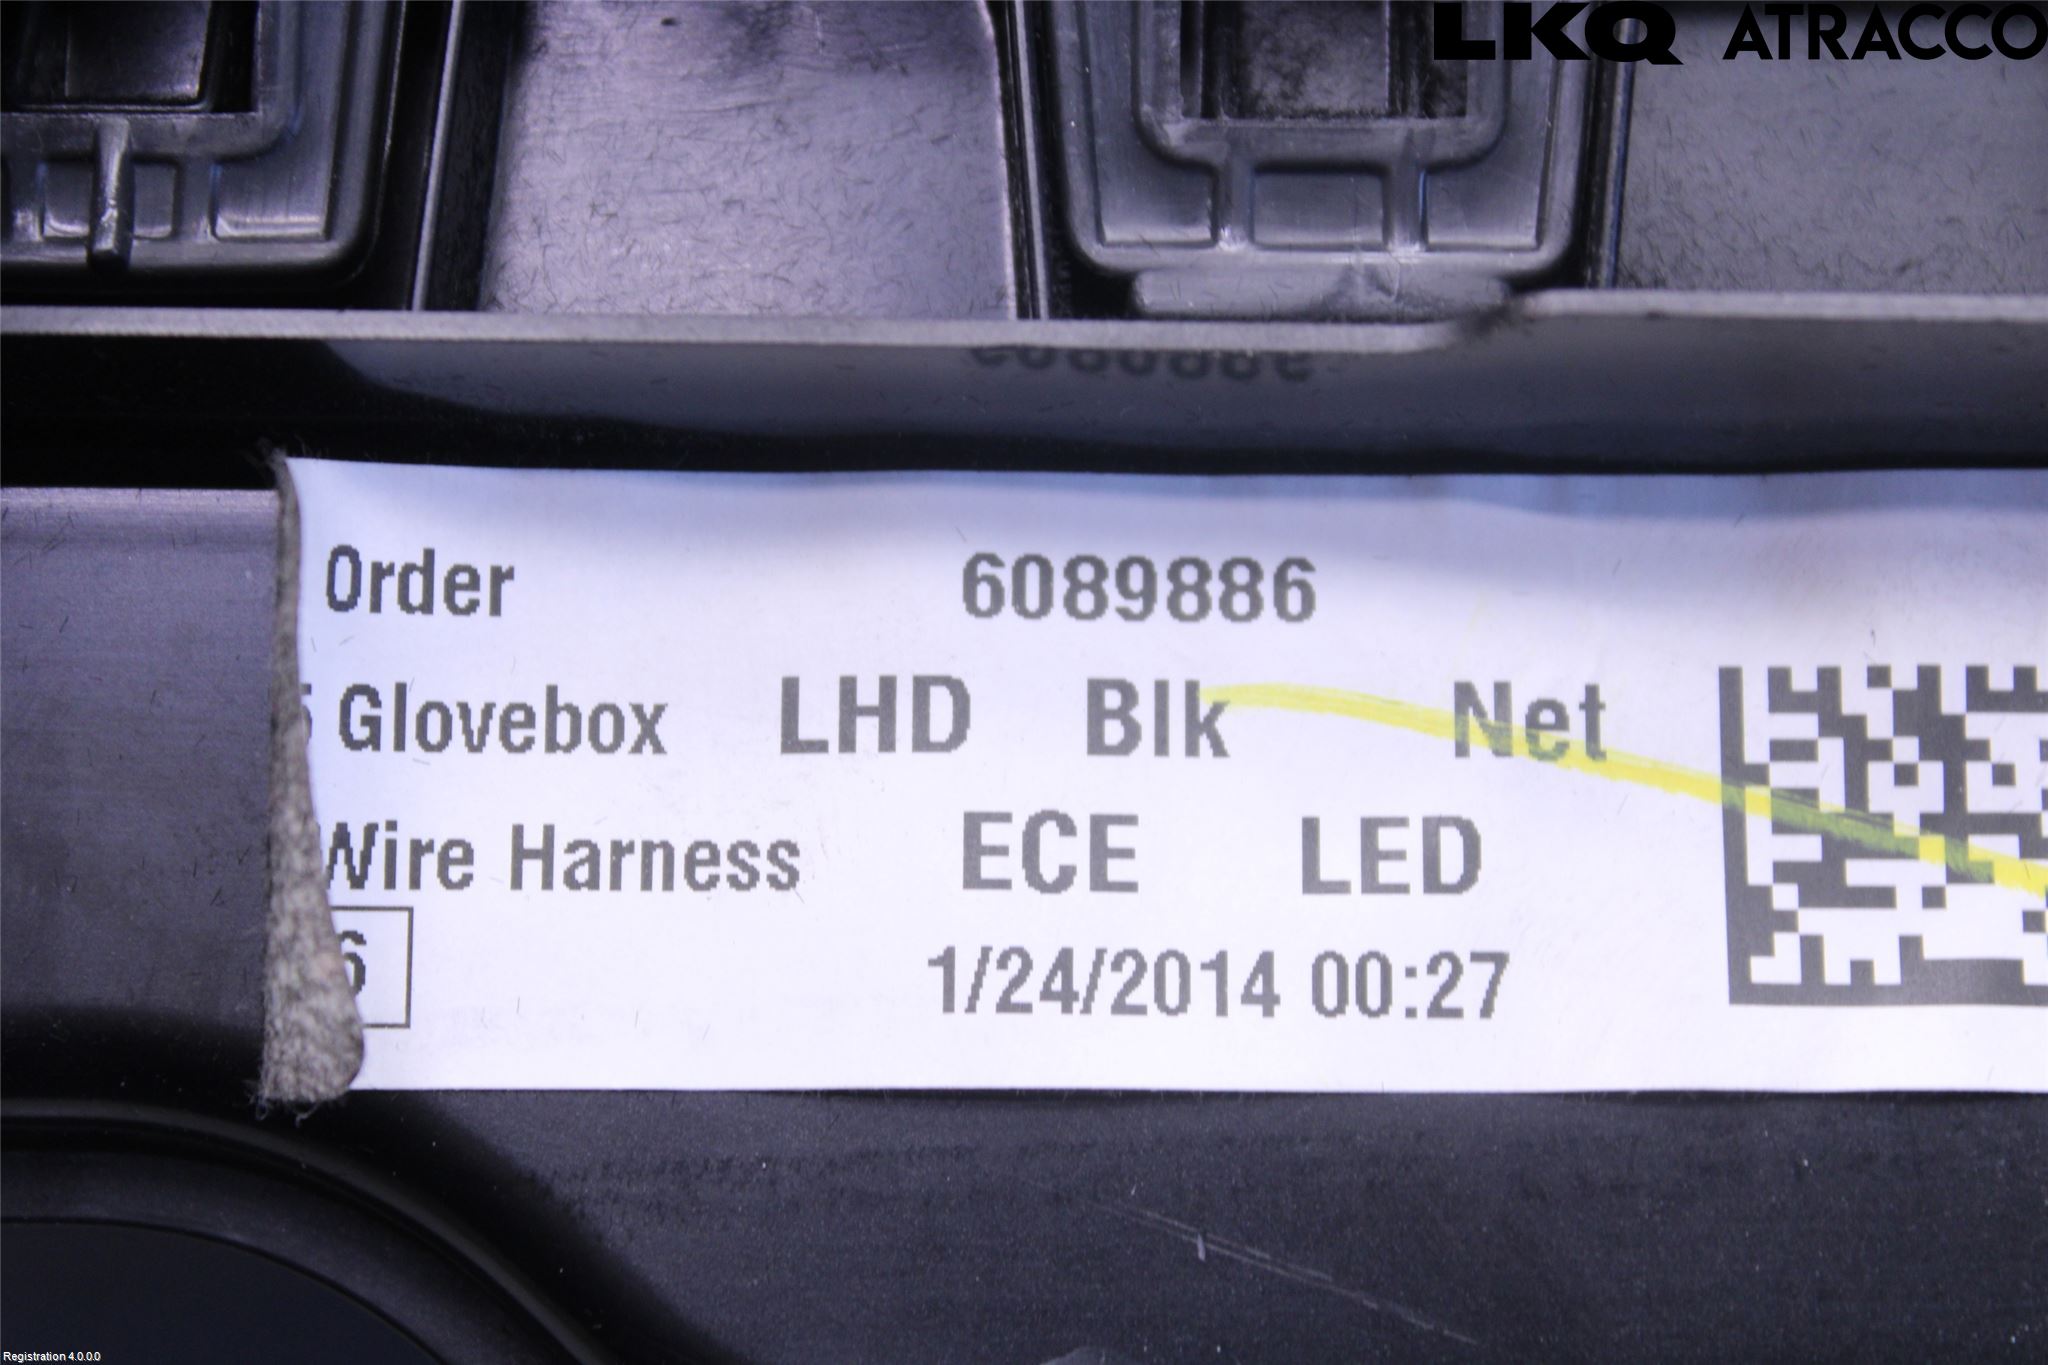 LKQ ATRACCO
Order 6089886
Glovebox LHD Blk Net
Wire Harness ECE LED
6
1/24/2014 00:27
Registration 4.0.0.0